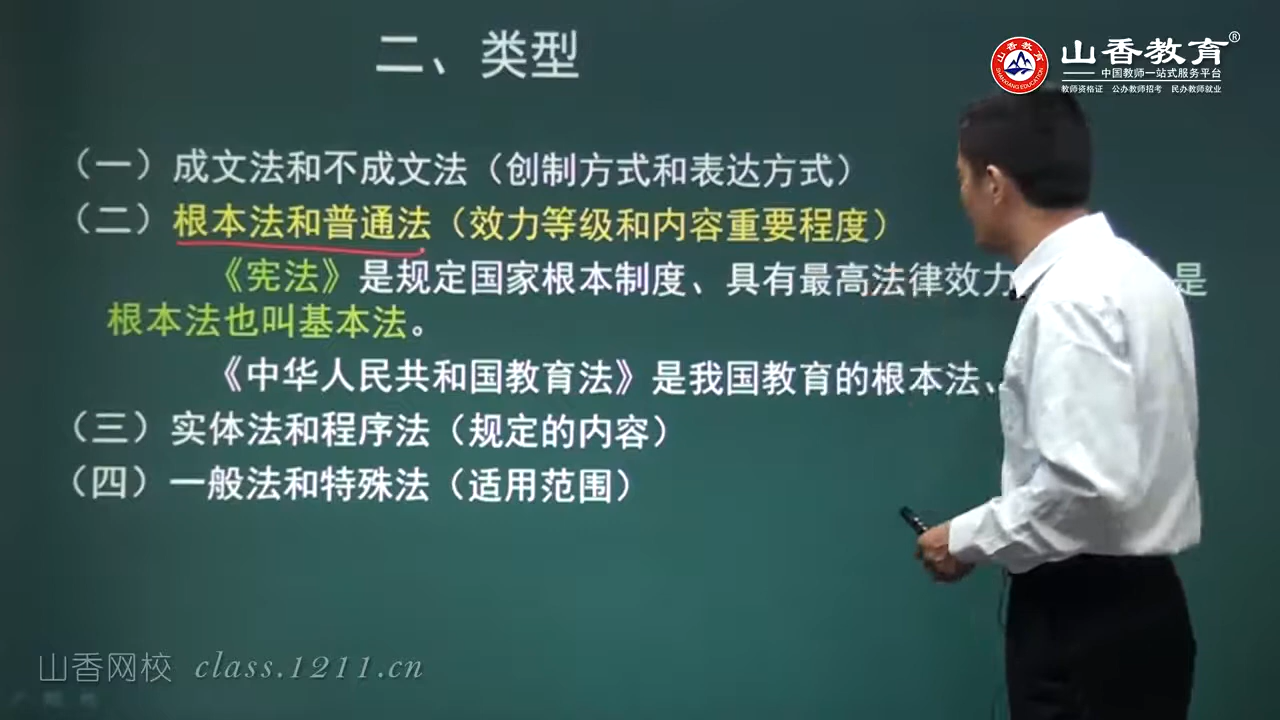 二、类型
山香教育®
中国教师一站式服务平台
教师资格证 公办教师招考 民办教师就业
山香教育
SHANXIANG EDUCATION
（一）成文法和不成文法（创制方式和表达方式）
（二）根本法和普通法（效力等级和内容重要程度）
《宪法》是规定国家根本制度、具有最高法律效力 是
根本法也叫基本法。
《中华人民共和国教育法》是我国教育的根本法、
（三）实体法和程序法（规定的内容）
（四）一般法和特殊法（适用范围）
山香网校 class.1211.cn